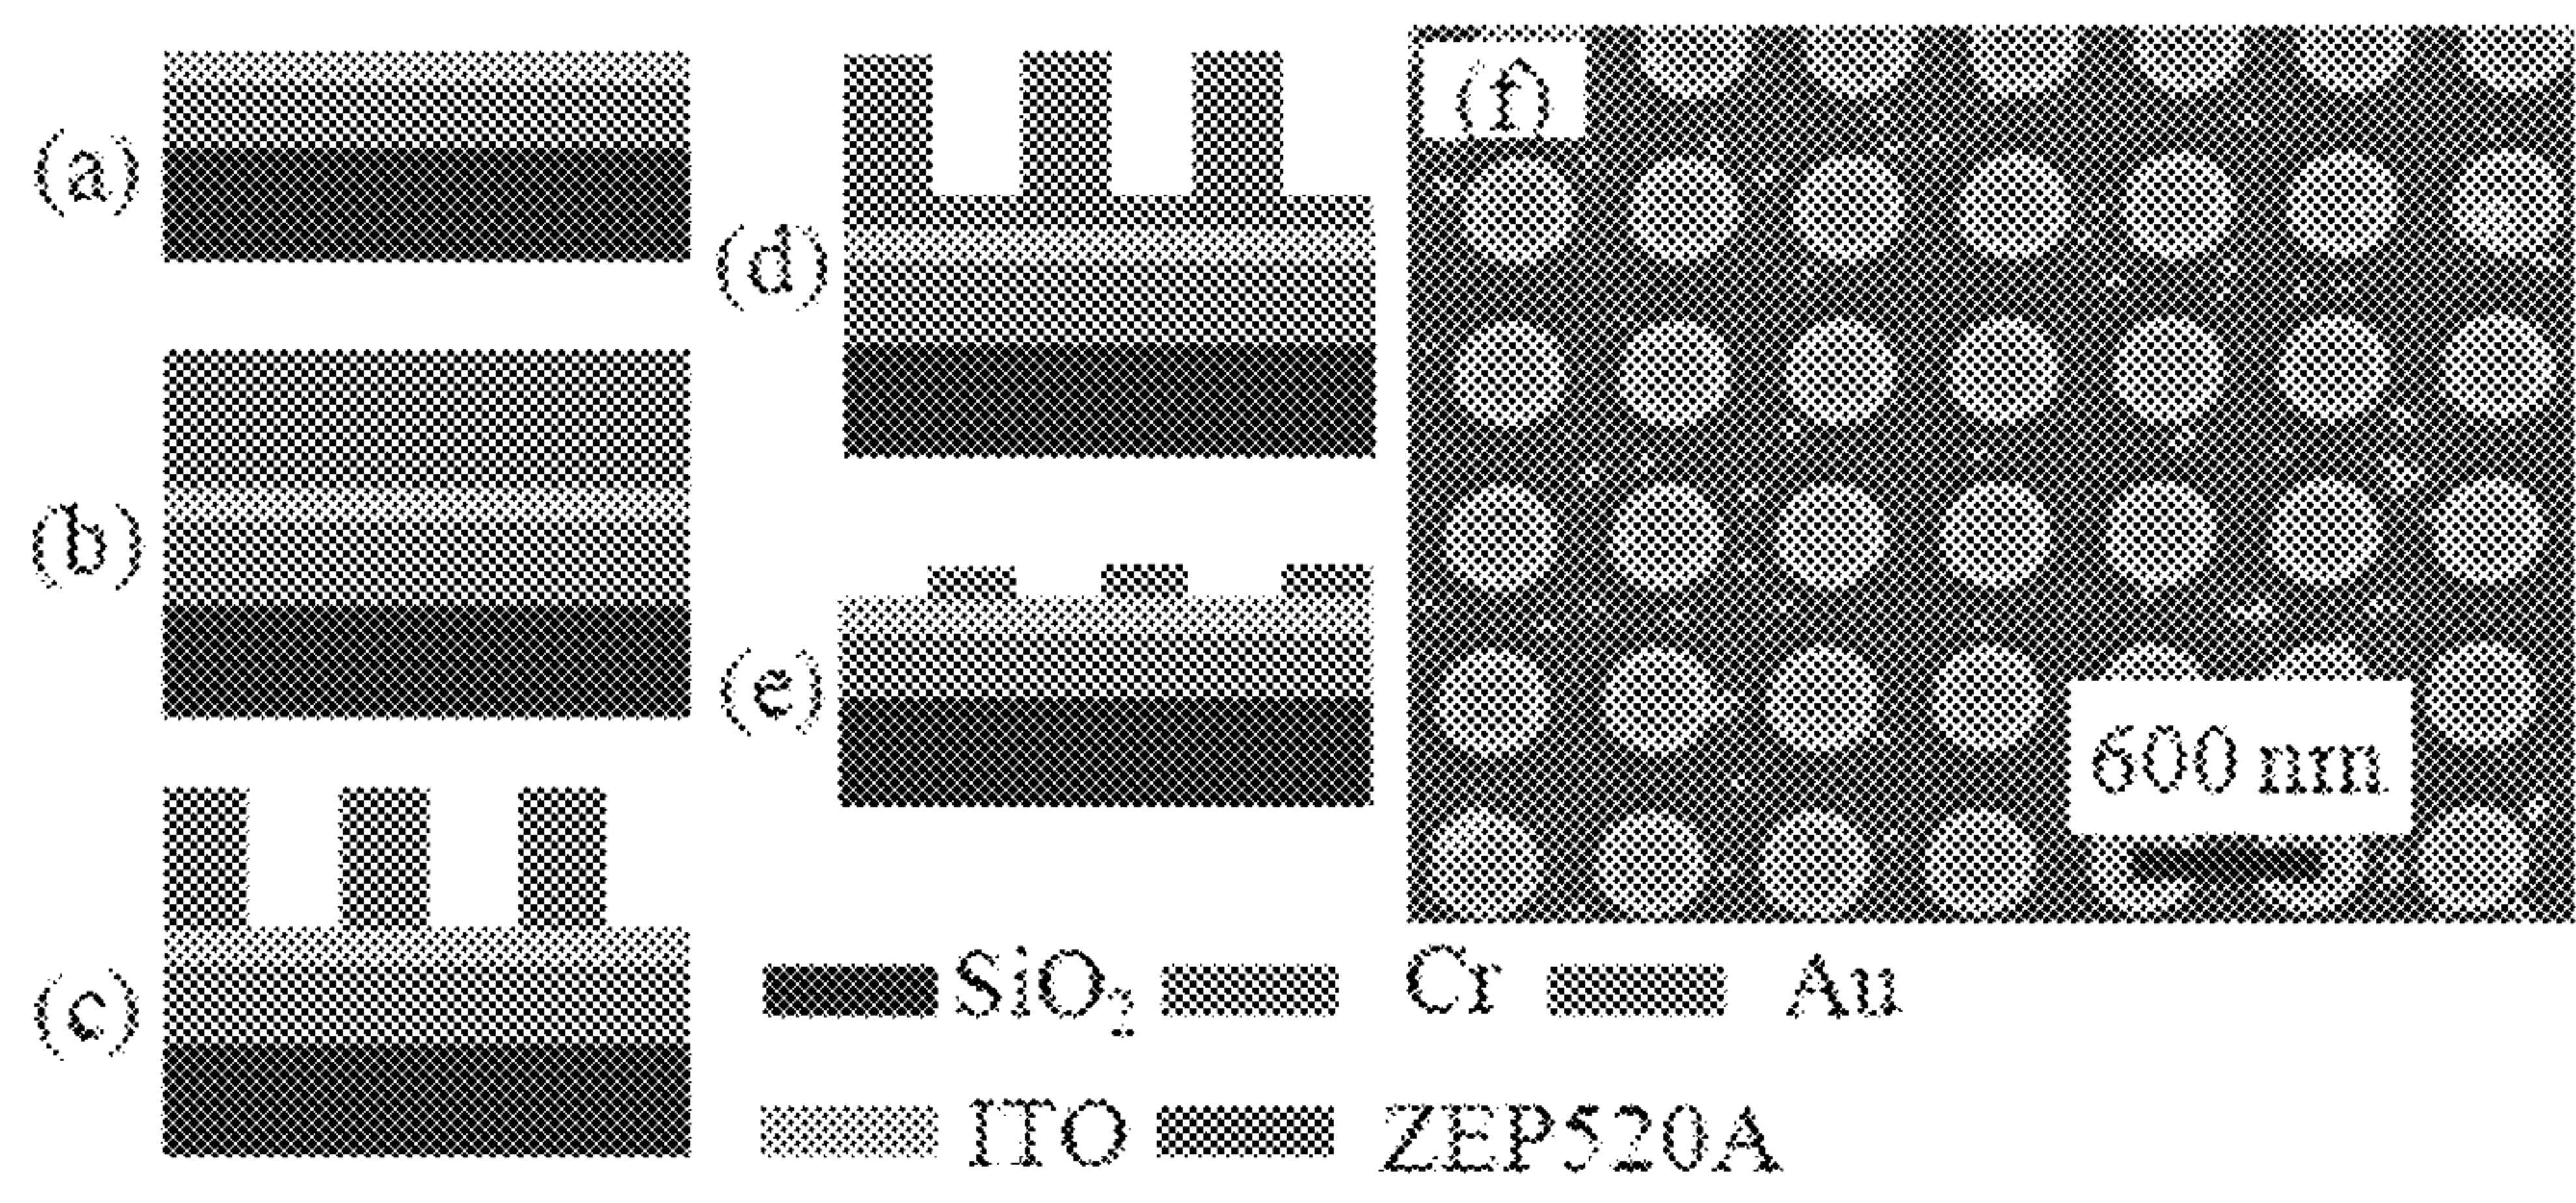 (a)
(b)
(c)
(d)
(e)
(f)
600 nm
SiO₂ Cr Au
ITO ZEP520A